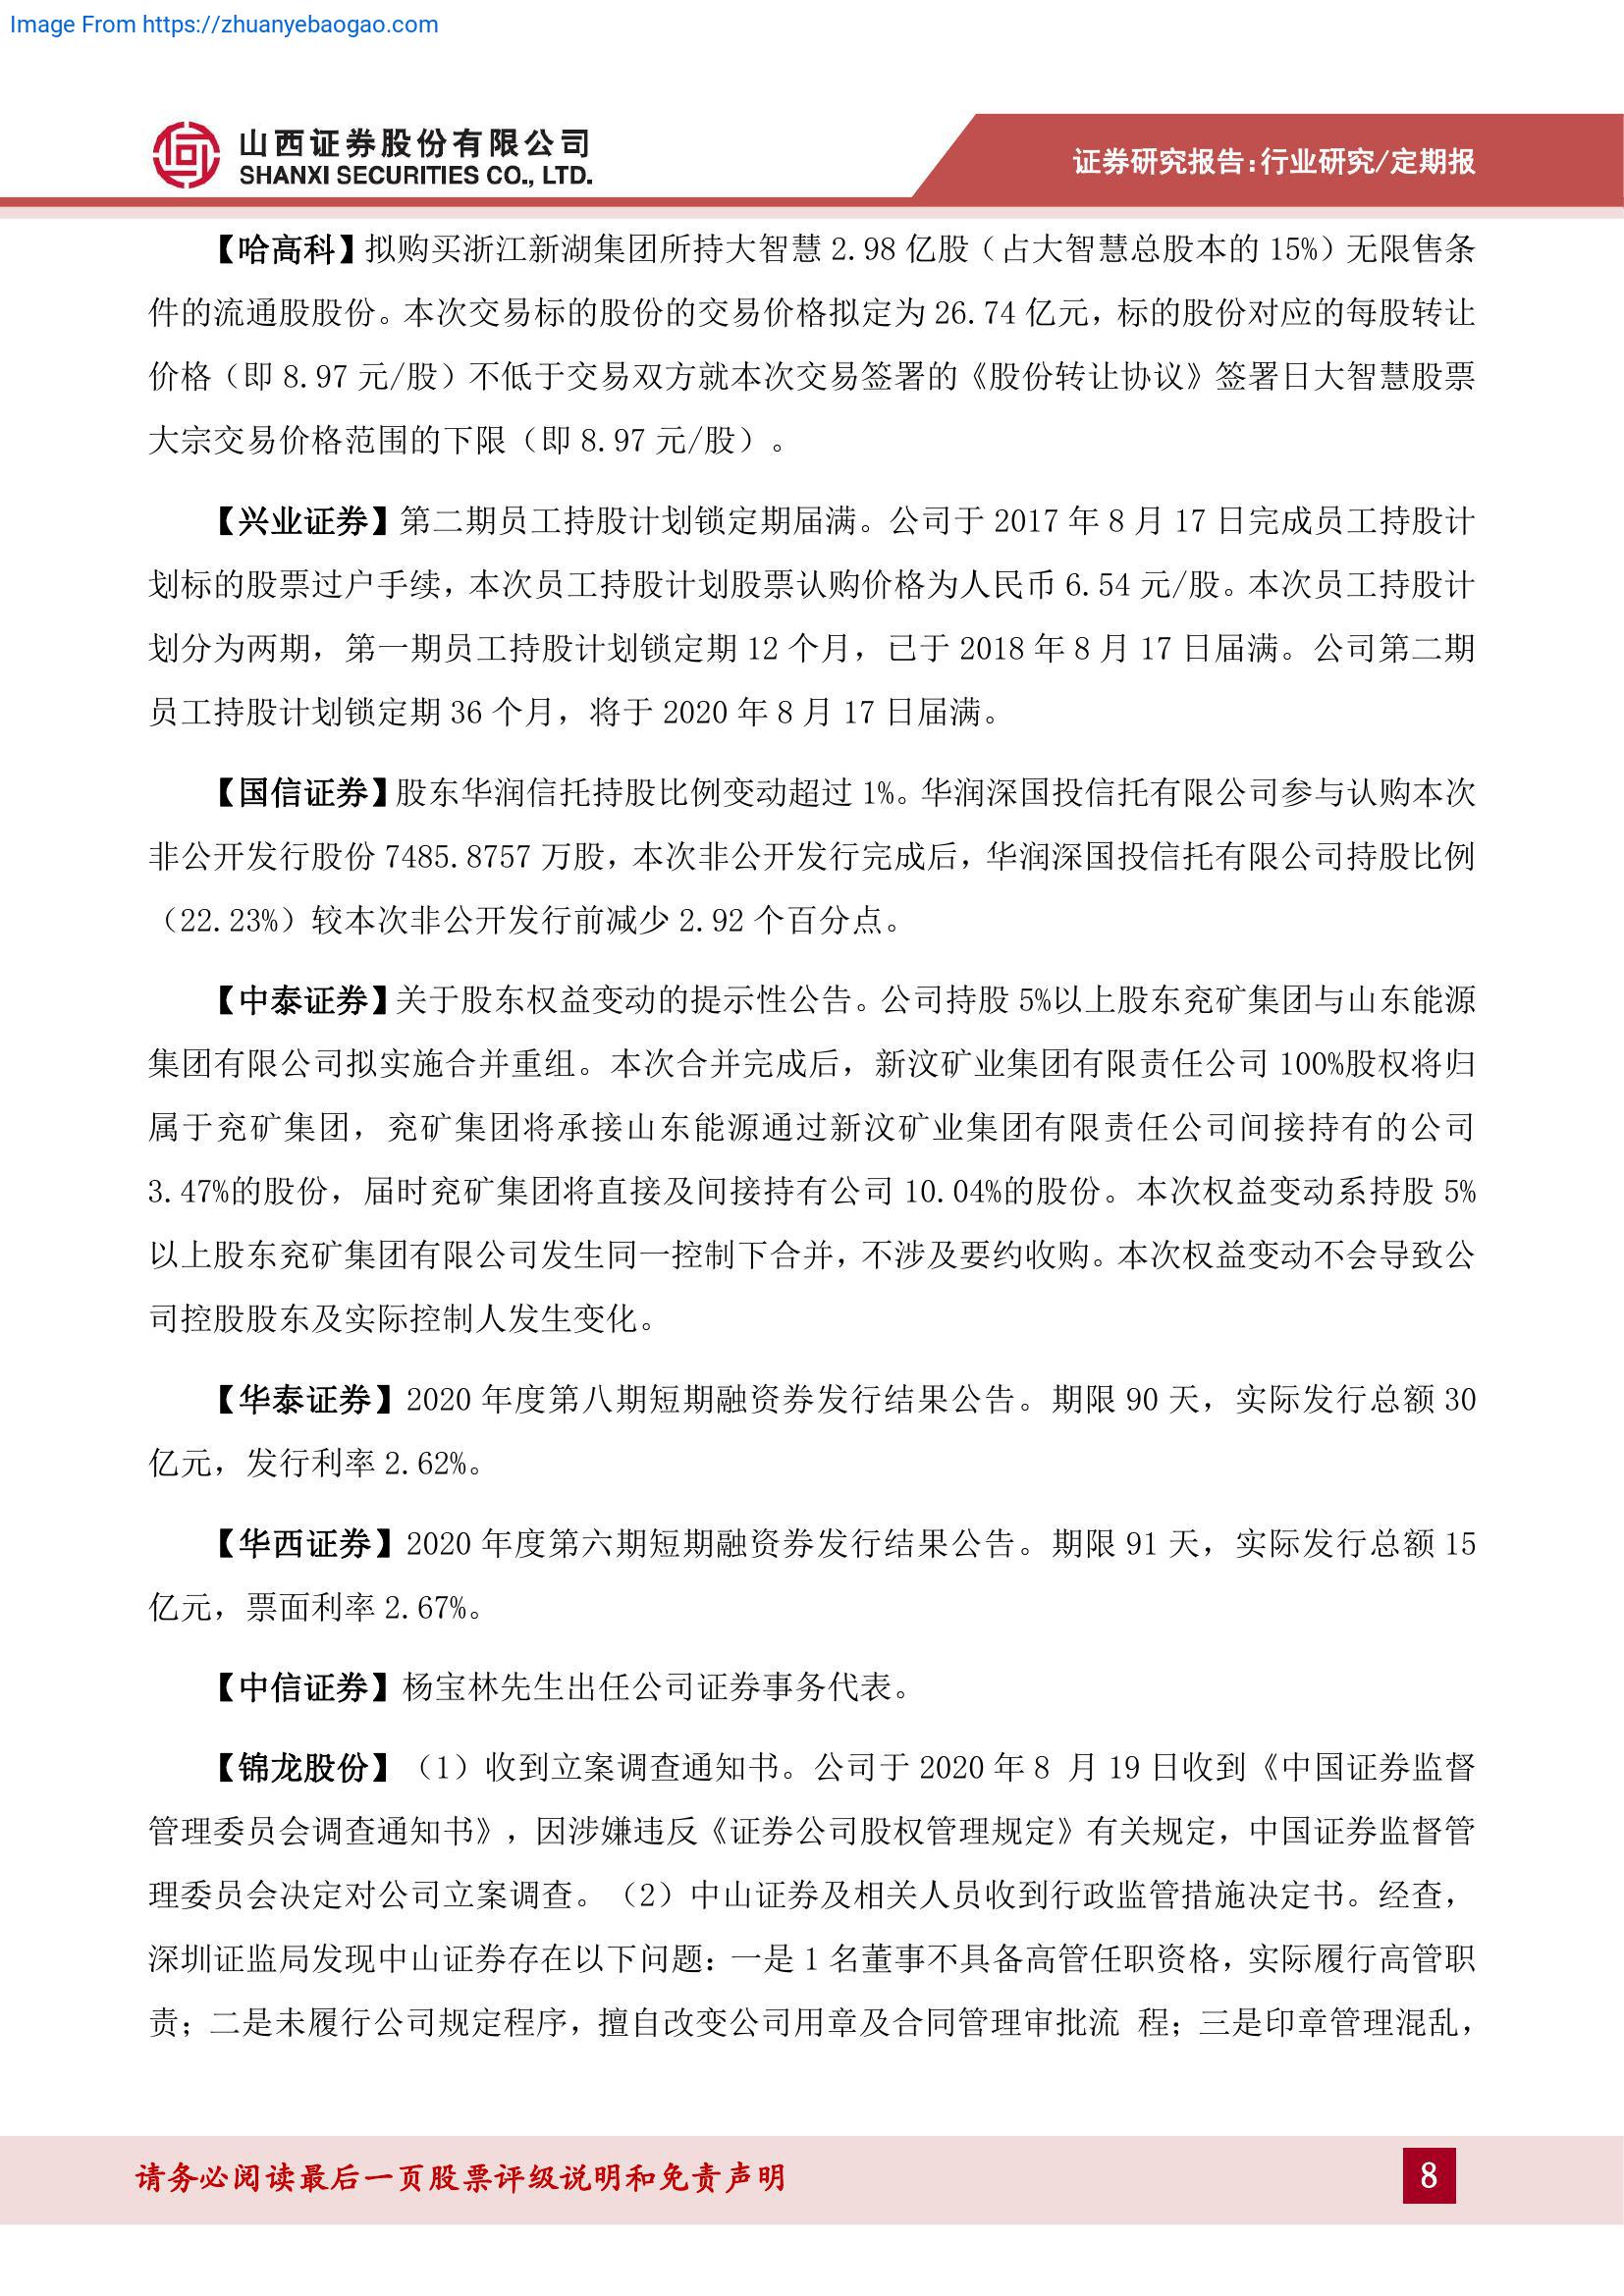 Image From https://zhuanyebaogao.com
山西证券股份有限公司
SHANXI SECURITIES CO., LTD.
证券研究报告：行业研究/定期报
【哈高科】拟购买浙江新湖集团所持大智慧 2.98 亿股（占大智慧总股本的 15%）无限售条
件的流通股股份。本次交易标的股份的交易价格拟定为 26.74 亿元，标的股份对应的每股转让
价格（即 8.97 元/股）不低于交易双方就本次交易签署的《股份转让协议》签署日大智慧股票
大宗交易价格范围的下限（即 8.97 元/股）。
【兴业证券】第二期员工持股计划锁定期届满。公司于 2017 年 8 月 17 日完成员工持股计
划标的股票过户手续，本次员工持股计划股票认购价格为人民币 6.54 元/股。本次员工持股计
划分为两期，第一期员工持股计划锁定期 12 个月，已于 2018 年 8 月 17 日届满。公司第二期
员工持股计划锁定期 36 个月，将于 2020 年 8 月 17 日届满。
【国信证券】股东华润信托持股比例变动超过 1%。华润深国投信托有限公司参与认购本次
非公开发行股份 7485.8757 万股，本次非公开发行完成后，华润深国投信托有限公司持股比例
（22.23%）较本次非公开发行前减少 2.92 个百分点。
【中泰证券】关于股东权益变动的提示性公告。公司持股 5%以上股东兖矿集团与山东能源
集团有限公司拟实施合并重组。本次合并完成后，新汶矿业集团有限责任公司 100%股权将归
属于兖矿集团，兖矿集团将承接山东能源通过新汶矿业集团有限责任公司间接持有的公司
3.47%的股份，届时兖矿集团将直接及间接持有公司 10.04%的股份。本次权益变动系持股 5%
以上股东兖矿集团有限公司发生同一控制下合并，不涉及要约收购。本次权益变动不会导致公
司控股股东及实际控制人发生变化。
【华泰证券】2020 年度第八期短期融资券发行结果公告。期限 90 天，实际发行总额 30
亿元，发行利率 2.62%。
【华西证券】2020 年度第六期短期融资券发行结果公告。期限 91 天，实际发行总额 15
亿元，票面利率 2.67%。
【中信证券】杨宝林先生出任公司证券事务代表。
【锦龙股份】（1）收到立案调查通知书。公司于 2020 年 8 月 19 日收到《中国证券监督
管理委员会调查通知书》，因涉嫌违反《证券公司股权管理规定》有关规定，中国证券监督管
理委员会决定对公司立案调查。（2）中山证券及相关人员收到行政监管措施决定书。经查，
深圳证监局发现中山证券存在以下问题：一是 1 名董事不具备高管任职资格，实际履行高管职
责；二是未履行公司规定程序，擅自改变公司用章及合同管理审批流 程；三是印章管理混乱，
请务必阅读最后一页股票评级说明和免责声明
8